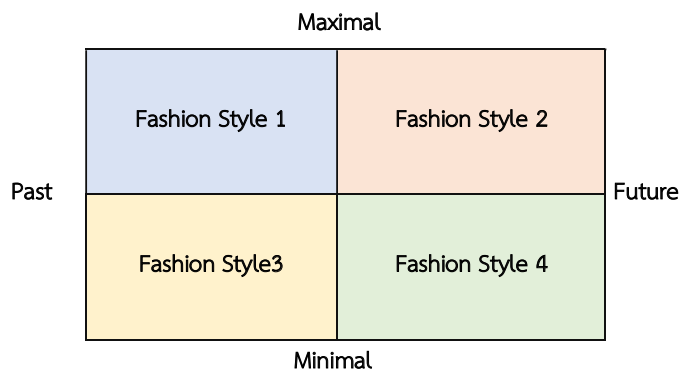 Maximal
Fashion Style 1
Fashion Style 2
Past
Future
Fashion Style3
Fashion Style 4
Minimal